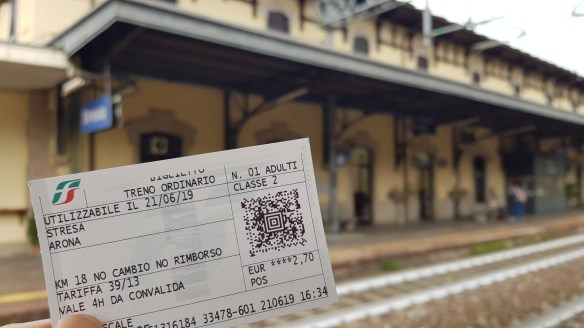 BIGLIETTO
TRENO ORDINARIO
N. 01 ADULTI
CLASSE 2
UTILIZZABILE IL 21/06/19
STRESA
ARONA
KM 18 NO CAMBIO NO RIMBORSO
TARIFFA 39/13
VALE 4H DA CONVALIDA
EUR ****2,70
POS
33478-601 210619 16:34